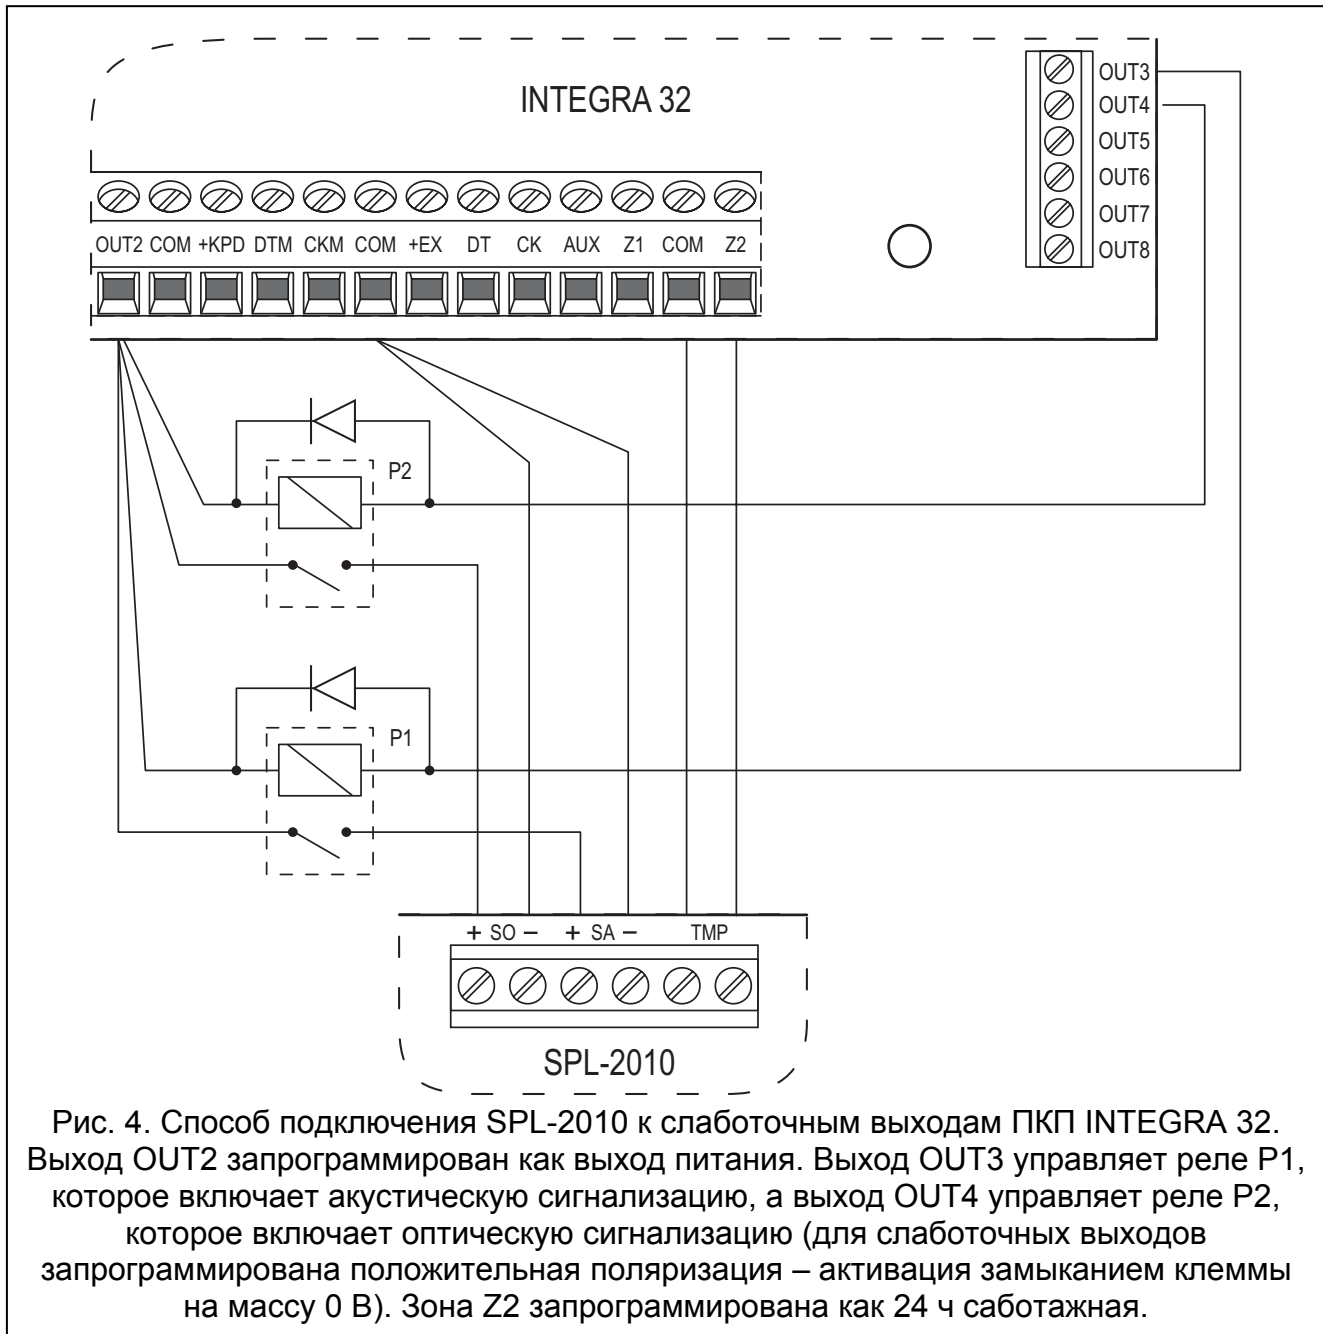 INTEGRA 32
OUT3
OUT4
OUT5
OUT6
OUT7
OUT8
OUT2 COM +KPD DTM CKM COM +EX DT CK AUX Z1 COM Z2
P2
P1
+ SO − + SA − TMP
SPL-2010
Рис. 4. Способ подключения SPL-2010 к слаботочным выходам ПКП INTEGRA 32.
Выход OUT2 запрограммирован как выход питания. Выход OUT3 управляет реле P1,
которое включает акустическую сигнализацию, а выход OUT4 управляет реле P2,
которое включает оптическую сигнализацию (для слаботочных выходов
запрограммирована положительная поляризация – активация замыканием клеммы
на массу 0 В). Зона Z2 запрограммирована как 24 ч саботажная.